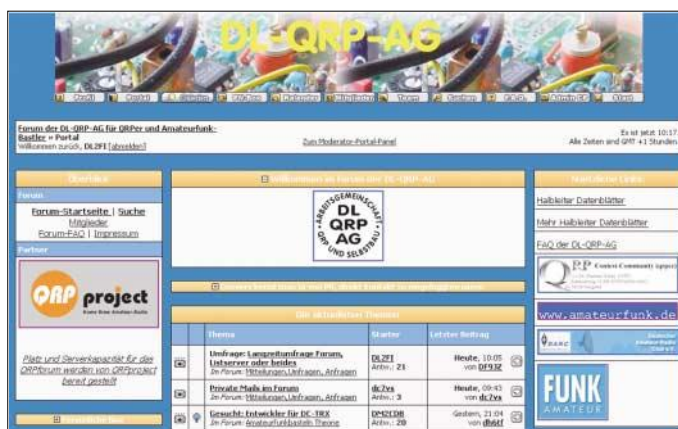 DL-QRP-AG
Forum der DL-QRP-AG für QRPer und Amateurfunk-
Bastler » Portal
Willkommen zurück, DL2FI [abmelden]
Zum Moderator-Portal-Panel
Es ist jetzt 10:17
Alle Zeiten sind GMT +1 Stunden
Forum
Forum-Startseite | Suche
Mitglieder
Forum-FAQ | Impressum
Partner
QRP project
Platz und Serverkapazität für das
QRPforum werden von QRPproject
bereit gestellt
Willkommen im Forum der DL-QRP-AG
ARBEITSGEMEINSCHAFT
DL
QRP
AG
QRP UND SELBSTBAU
Die aktuellsten Themen
Thema Starter Letzter Beitrag
Umfrage: Langzeitumfrage Forum,
Listserver oder beides
Im Forum: Mitteilungen,Umfragen, Anfragen
DL2FI
Antw.: 21
Heute, 10:05
von DF9JZ
Private Mails im Forum
Im Forum: Mitteilungen,Umfragen, Anfragen
dc7vs
Antw.: 3
Heute, 09:43
von dc7vs
Gesucht: Entwickler für DC-TRX
Im Forum: Amateurfunkbasteln Theorie
DM2CDB
Antw.: 20
Gestern, 21:04
von
Nützliche Links
Halbleiter Datenblätter
Mehr Halbleiter Datenblätter
FAQ der DL-QRP-AG
QRP Contest Community
www.amateurfunk.de
DARC
FUNK
AMATEUR